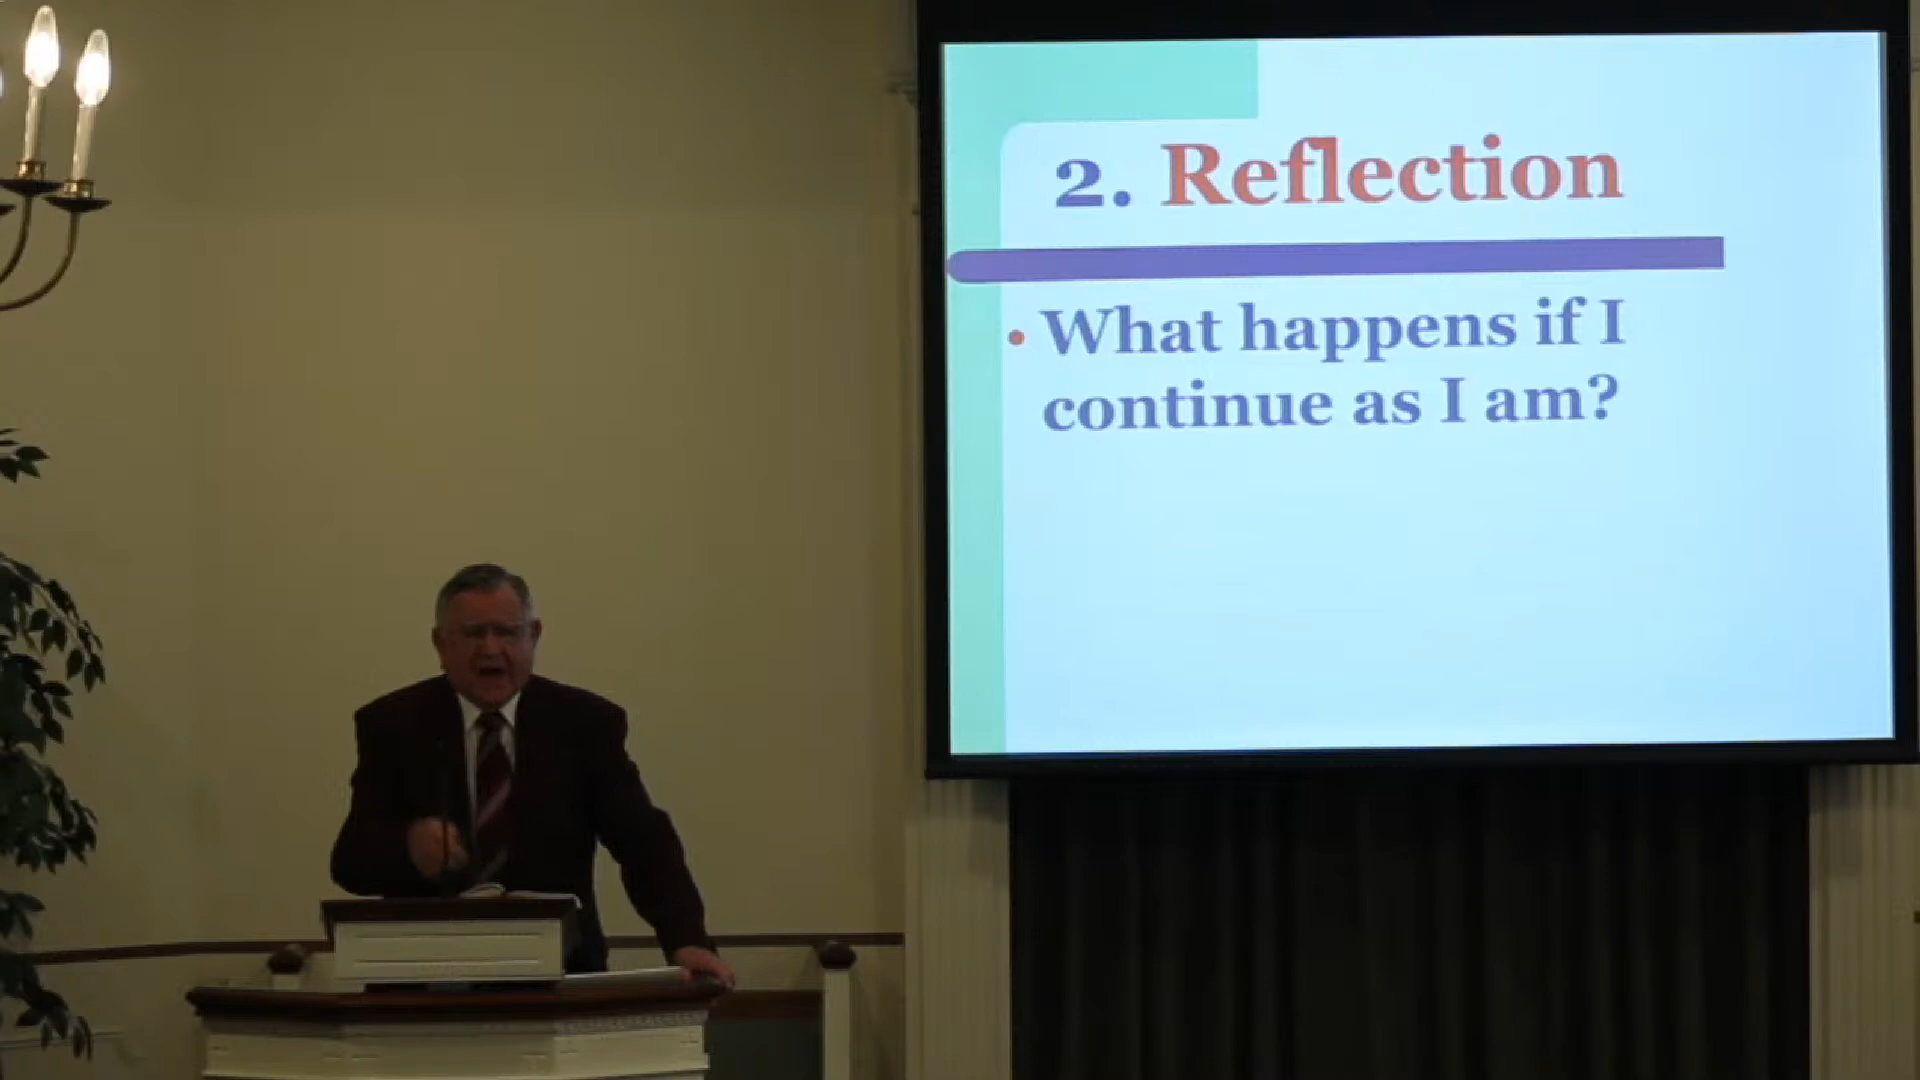 2. Reflection
• What happens if I
continue as I am?